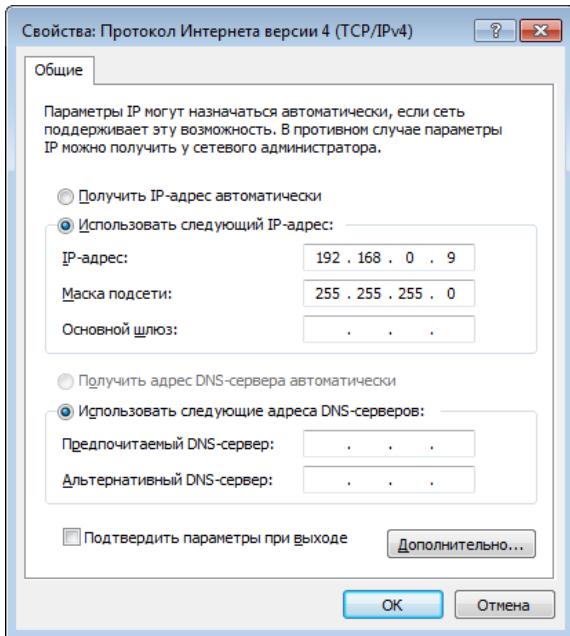 Свойства: Протокол Интернета версии 4 (TCP/IPv4)
Общие
Параметры IP могут назначаться автоматически, если сеть
поддерживает эту возможность. В противном случае параметры
IP можно получить у сетевого администратора.
Получить IP-адрес автоматически
Использовать следующий IP-адрес:
IP-адрес: 192 . 168 . 0 . 9
Маска подсети: 255 . 255 . 255 . 0
Основной шлюз: . . .
Получить адрес DNS-сервера автоматически
Использовать следующие адреса DNS-серверов:
Предпочитаемый DNS-сервер: . . .
Альтернативный DNS-сервер: . . .
Подтвердить параметры при выходе
Дополнительно...
ОК Отмена